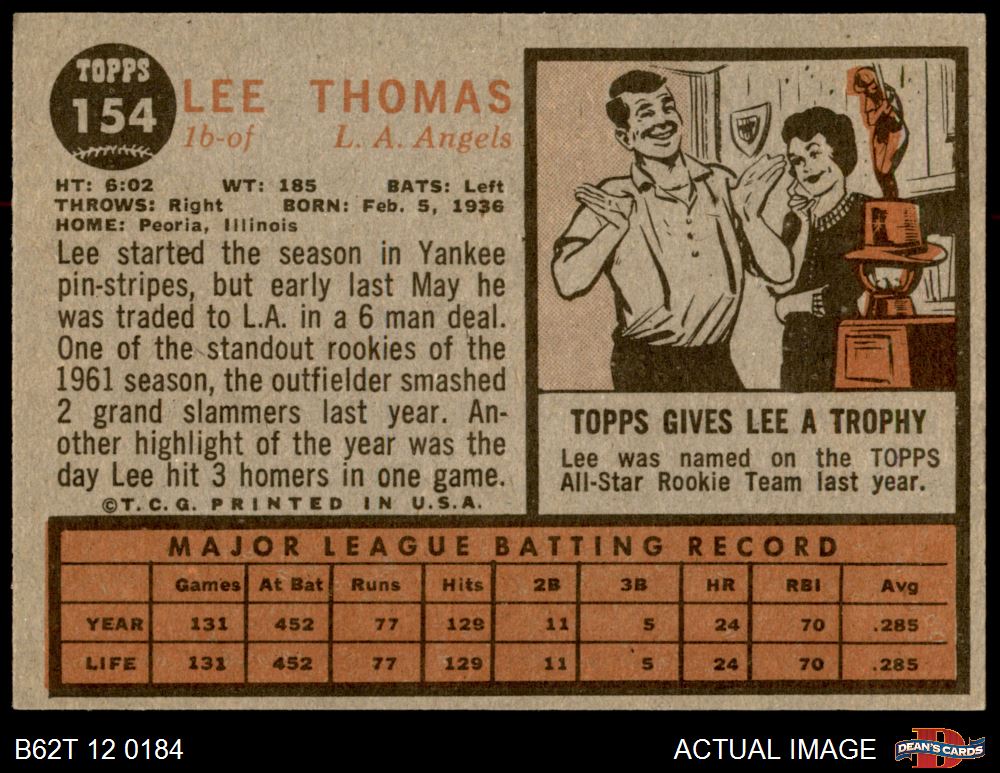 TOPPS
154
LEE THOMAS
1b-of L. A. Angels
HT: 6:02 WT: 185 BATS: Left
THROWS: Right BORN: Feb. 5, 1936
HOME: Peoria, Illinois
Lee started the season in Yankee
pin-stripes, but early last May he
was traded to L.A. in a 6 man deal.
One of the standout rookies of the
1961 season, the outfielder smashed
2 grand slammers last year. An-
other highlight of the year was the
day Lee hit 3 homers in one game.
©T.C.G. PRINTED IN U.S.A.
TOPPS GIVES LEE A TROPHY
Lee was named on the TOPPS
All-Star Rookie Team last year.
MAJOR LEAGUE BATTING RECORD
Games At Bat Runs Hits 2B 3B HR RBI Avg
YEAR 131 452 77 129 11 5 24 70 .285
LIFE 131 452 77 129 11 5 24 70 .285
B62T 12 0184
ACTUAL IMAGE
D
DEAN'S CARDS